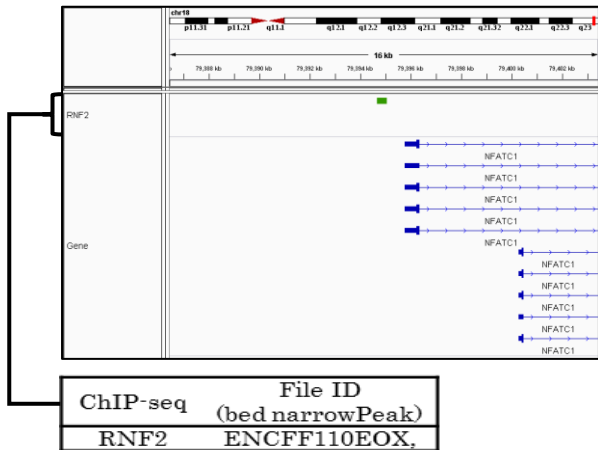 chr18
p11.31 p11.21 q11.1 q12.1 q12.2 q12.3 q21.1 q21.2 q21.32 q22.1 q22.3 q23
16 kb
79,388 kb 79,390 kb 79,392 kb 79,394 kb 79,396 kb 79,398 kb 79,400 kb 79,402 kb
RNF2
NFATC1
NFATC1
NFATC1
NFATC1
NFATC1
Gene
NFATC1
NFATC1
NFATC1
NFATC1
NFATC1
ChIP-seq File ID
(bed narrowPeak)
RNF2 ENCFF110EOX,